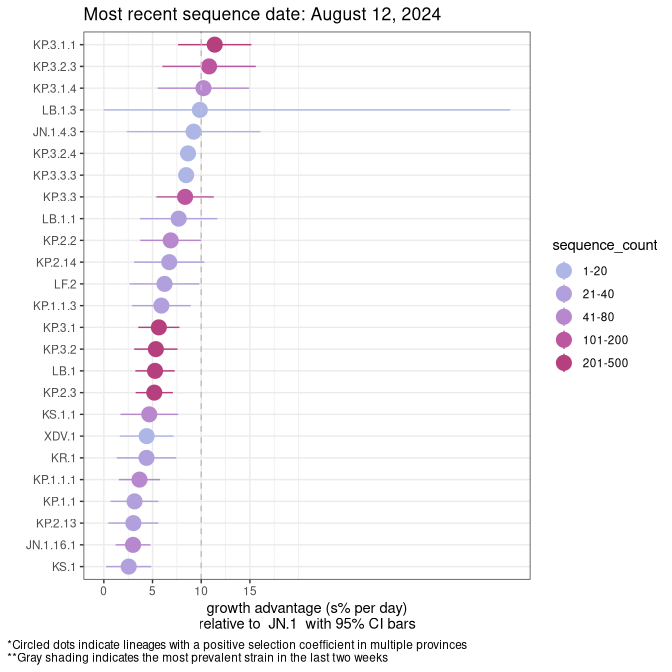 Most recent sequence date: August 12, 2024
KP.3.1.1
KP.3.2.3
KP.3.1.4
LB.1.3
JN.1.4.3
KP.3.2.4
KP.3.3.3
KP.3.3
LB.1.1
KP.2.2
KP.2.14
LF.2
KP.1.1.3
KP.3.1
KP.3.2
LB.1
KP.2.3
KS.1.1
XDV.1
KR.1
KP.1.1.1
KP.1.1
KP.2.13
JN.1.16.1
KS.1
0 5 10 15
growth advantage (s% per day)
relative to JN.1 with 95% CI bars
sequence_count
1-20
21-40
41-80
101-200
201-500
*Circled dots indicate lineages with a positive selection coefficient in multiple provinces
**Gray shading indicates the most prevalent strain in the last two weeks